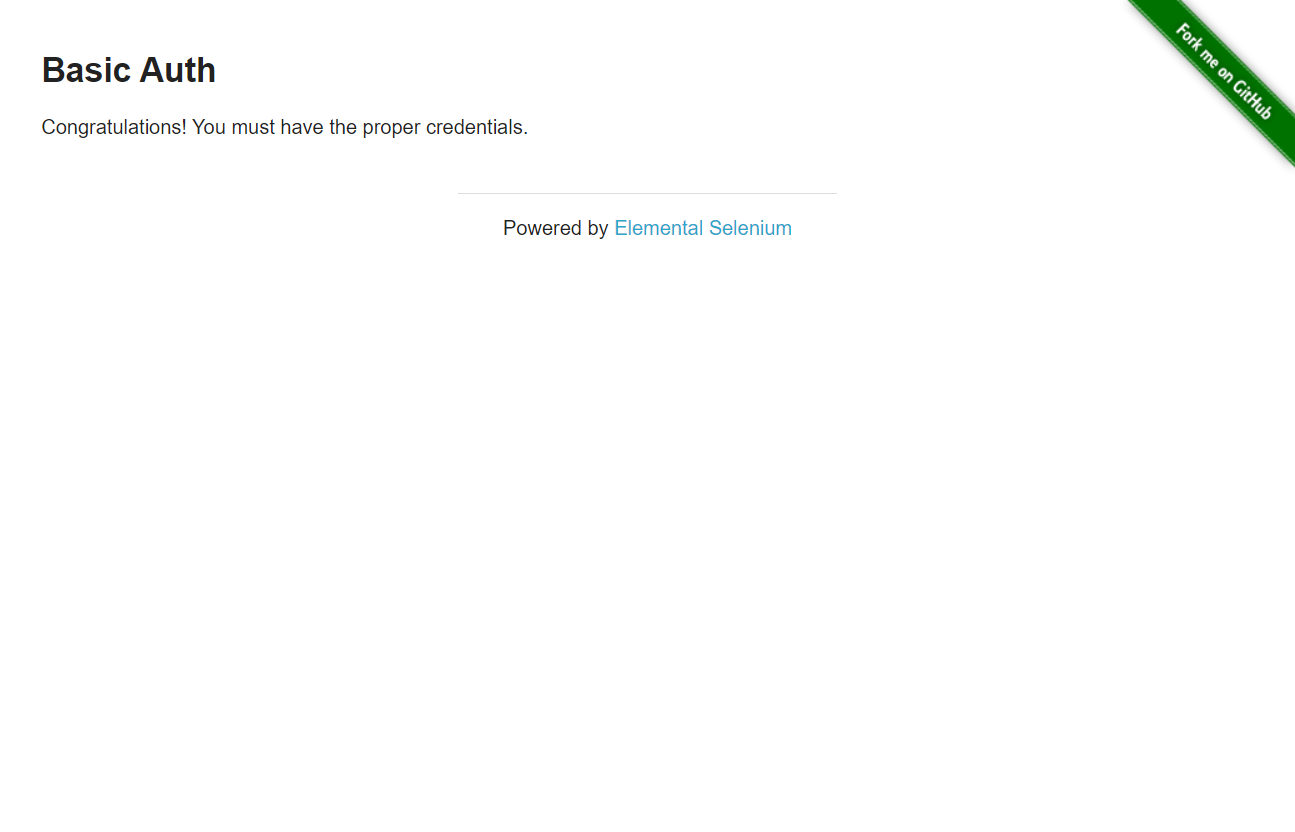 Fork me on GitHub
Basic Auth
Congratulations! You must have the proper credentials.
Powered by Elemental Selenium